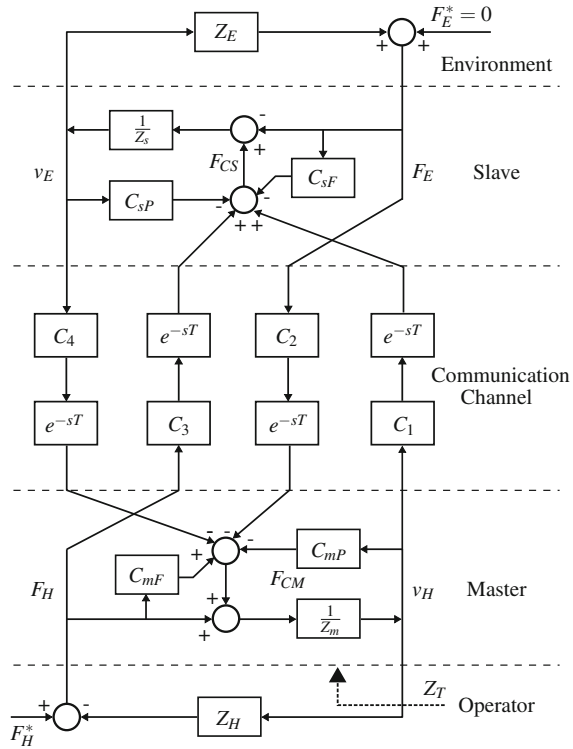 Z_E
F_E^* = 0
+ +
Environment
1/Z_s
-
+
v_E
F_CS
C_sF
F_E
Slave
C_sP
- -
+ +
C_4
e^{-sT}
C_2
e^{-sT}
Communication
Channel
e^{-sT}
C_3
e^{-sT}
C_1
- - -
+
C_mP
C_mF
F_H
F_CM
v_H
Master
+
+
1/Z_m
Z_T
Operator
+ -
F_H^*
Z_H